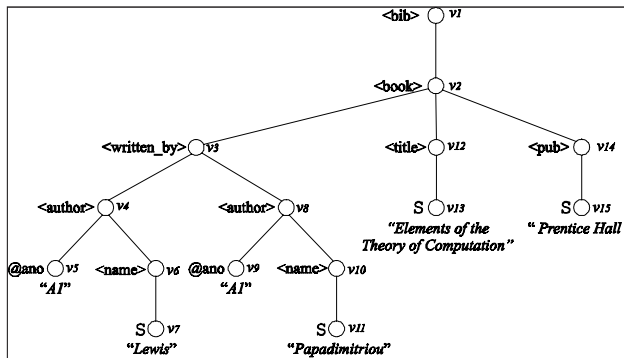 <bib> v1
<book> v2
<written_by> v3 <title> v12 <pub> v14
<author> v4 <author> v8 S v13 S v15
"Elements of the
Theory of Computation" " Prentice Hall
@ano v5 <name> v6 @ano v9 <name> v10
"A1" "A1"
S v7 S v11
"Lewis" "Papadimitriou"